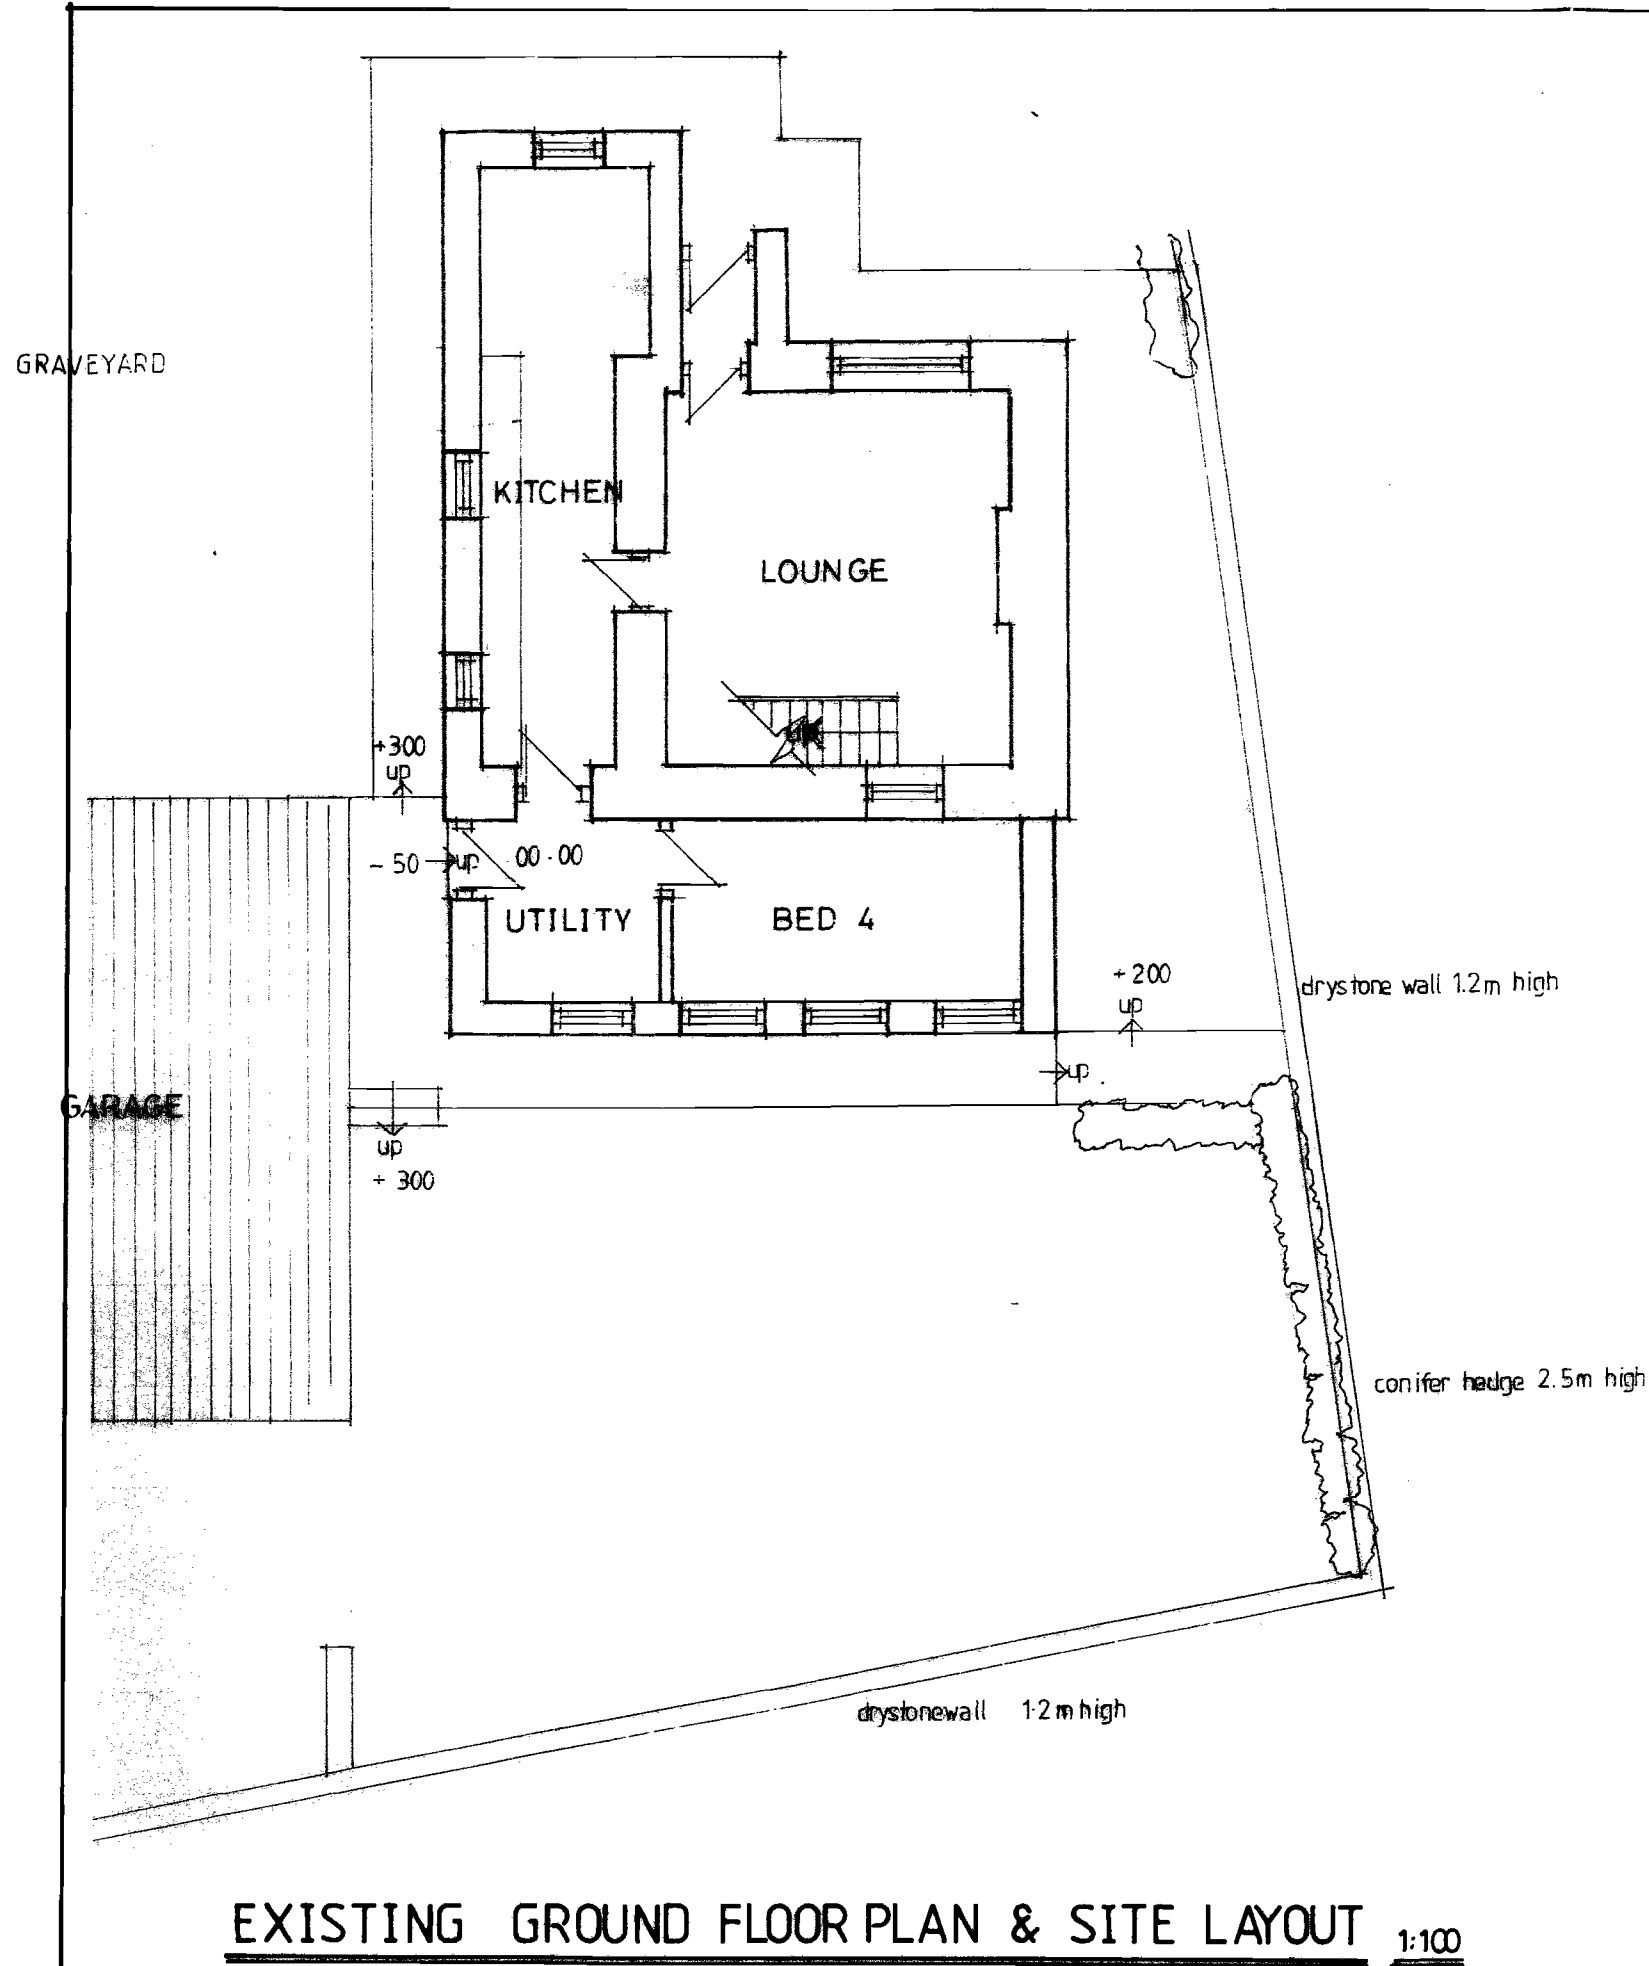 GRAVEYARD
KITCHEN
LOUNGE
up
+300
up
- 50
up
00.00
UTILITY
BED 4
+200
up
drystone wall 1.2m high
up
GARAGE
up
+ 300
conifer hedge 2.5m high
drystonewall 1·2m high
EXISTING GROUND FLOOR PLAN & SITE LAYOUT 1:100